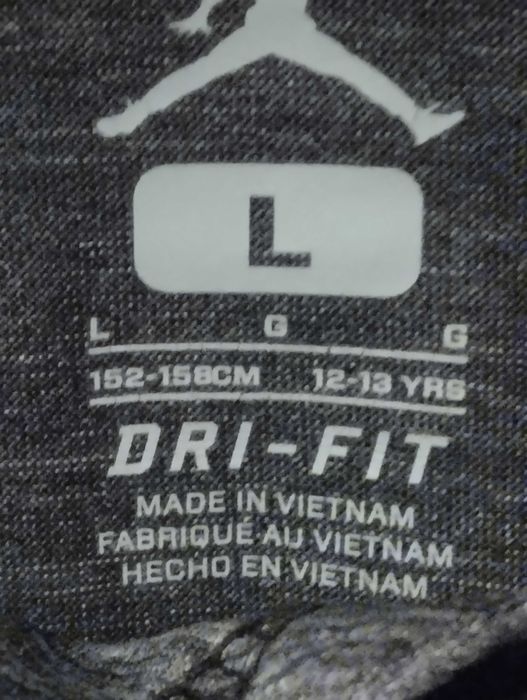 L
L G G
152-158CM 12-13 YRS
DRI-FIT
MADE IN VIETNAM
FABRIQUÉ AU VIETNAM
HECHO EN VIETNAM